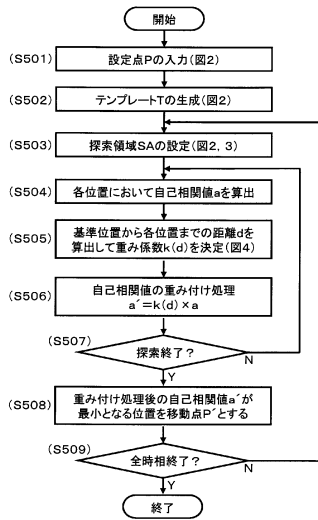 開始
(S501)
設定点Pの入力(図2)
(S502)
テンプレートTの生成(図2)
(S503)
探索領域SAの設定(図2, 3)
(S504)
各位置において自己相関値aを算出
(S505)
基準位置から各位置までの距離dを
算出して重み係数k(d)を決定(図4)
(S506)
自己相関値の重み付け処理
a´=k(d)×a
(S507)
探索終了?
N
Y
(S508)
重み付け処理後の自己相関値a´が
最小となる位置を移動点P´とする
(S509)
全時相終了?
N
Y
終了